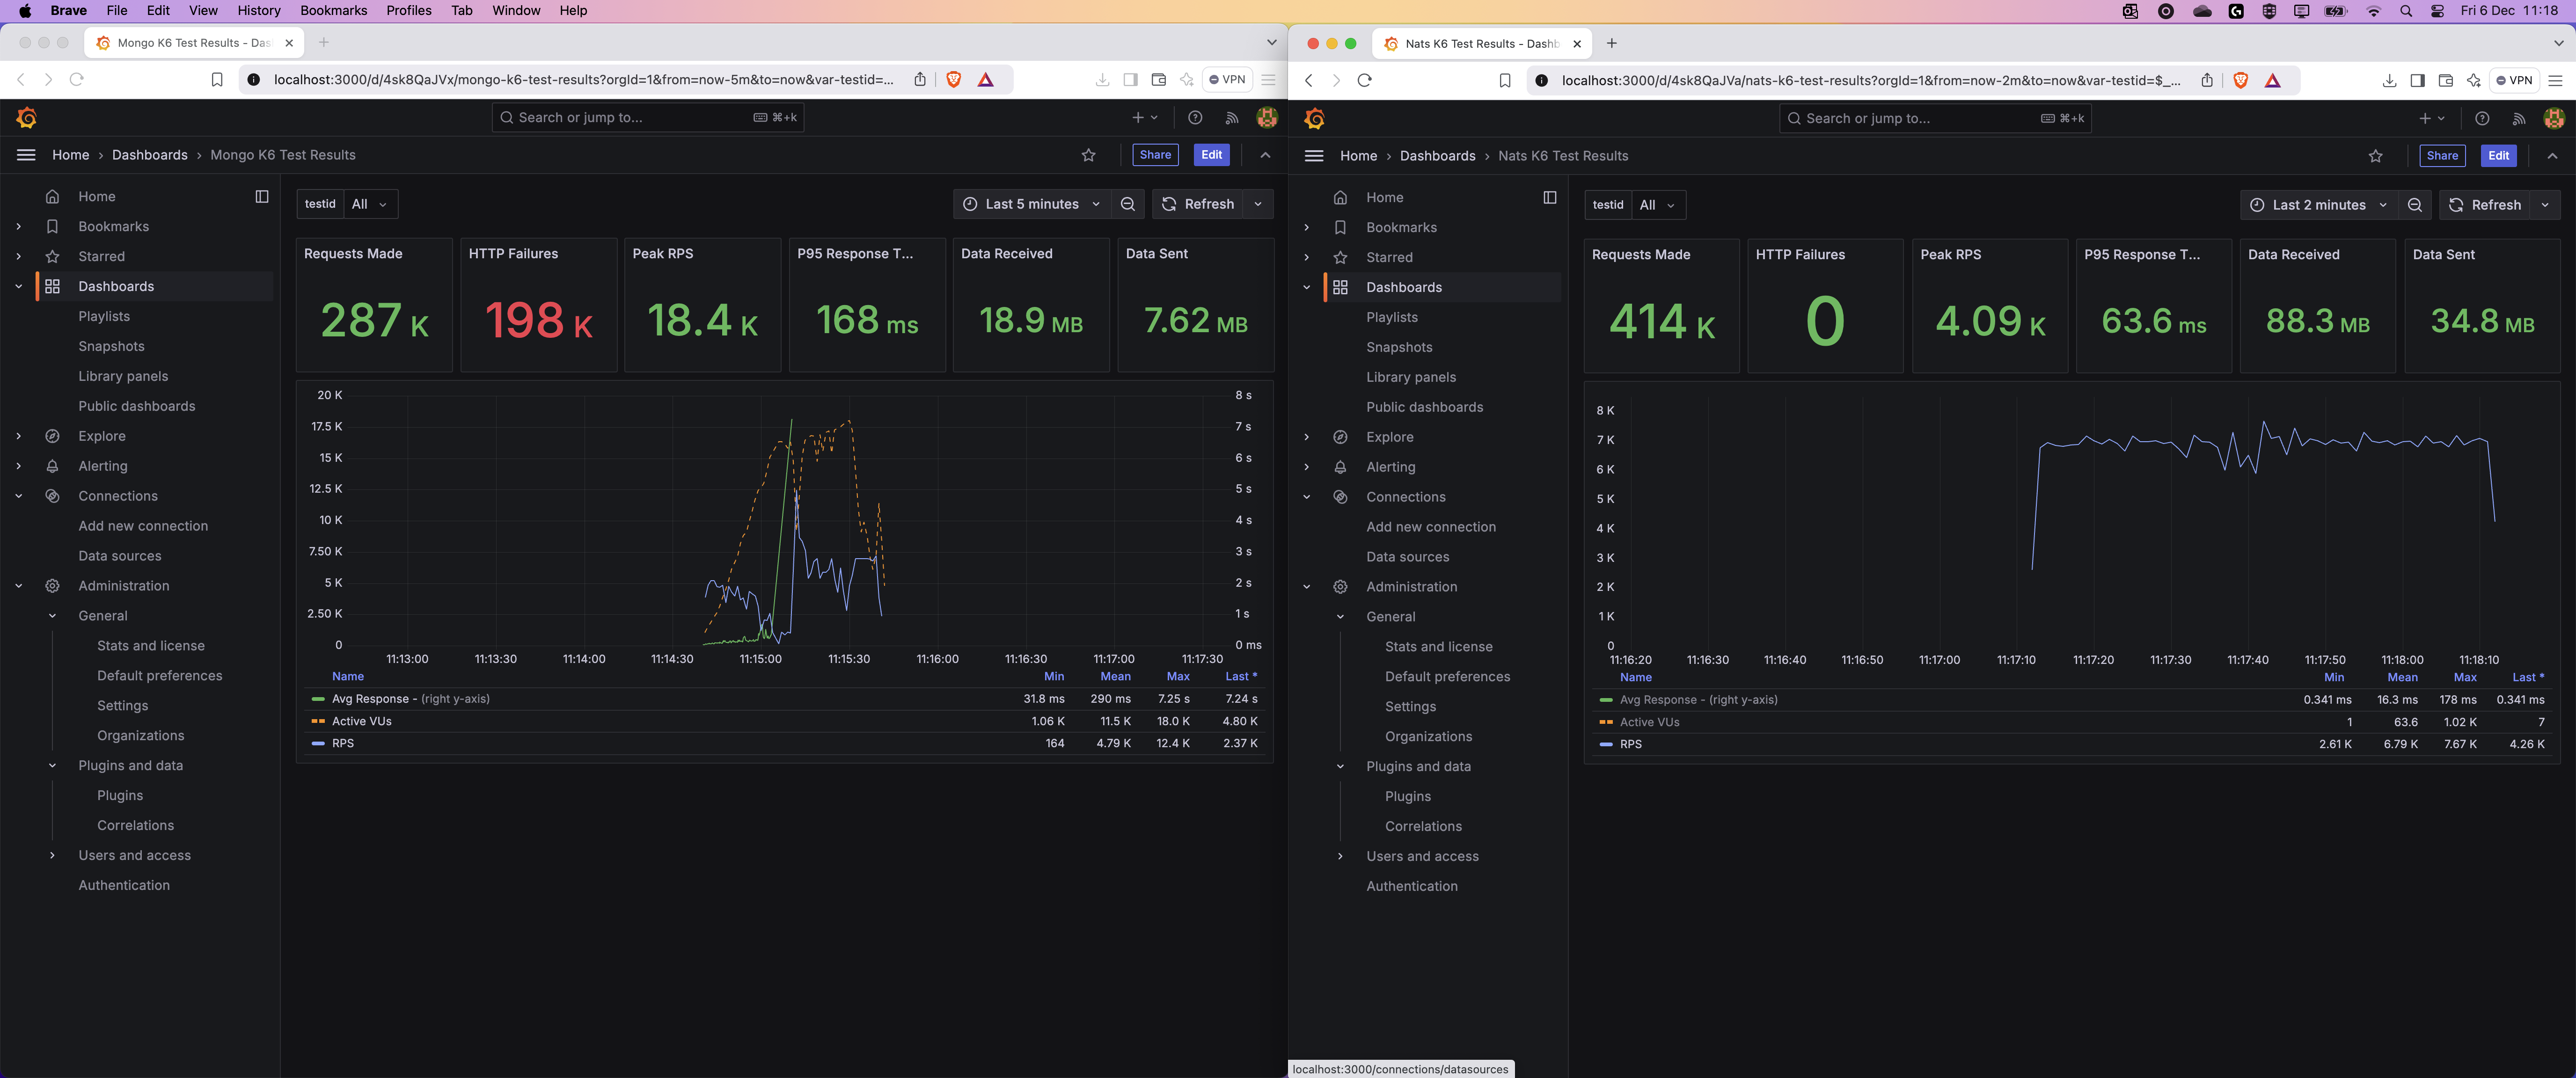 Brave File Edit View History Bookmarks Profiles Tab Window Help
Fri 6 Dec 11:18
Mongo K6 Test Results - Das
localhost:3000/d/4sk8QaJVx/mongo-k6-test-results?orgId=1&from=now-5m&to=now&var-testid=...
VPN
Search or jump to...
⌘+k
Home › Dashboards › Mongo K6 Test Results
Share
Edit
Home
Bookmarks
Starred
Dashboards
Playlists
Snapshots
Library panels
Public dashboards
Explore
Alerting
Connections
Add new connection
Data sources
Administration
General
Stats and license
Default preferences
Settings
Organizations
Plugins and data
Plugins
Correlations
Users and access
Authentication
testid All
Last 5 minutes
Refresh
Requests Made
287 K
HTTP Failures
198 K
Peak RPS
18.4 K
P95 Response T...
168 ms
Data Received
18.9 MB
Data Sent
7.62 MB
20 K
17.5 K
15 K
12.5 K
10 K
7.50 K
5 K
2.50 K
0
8 s
7 s
6 s
5 s
4 s
3 s
2 s
1 s
0 ms
11:13:00 11:13:30 11:14:00 11:14:30 11:15:00 11:15:30 11:16:00 11:16:30 11:17:00 11:17:30
Name Min Mean Max Last *
Avg Response - (right y-axis) 31.8 ms 290 ms 7.25 s 7.24 s
Active VUs 1.06 K 11.5 K 18.0 K 4.80 K
RPS 164 4.79 K 12.4 K 2.37 K
Nats K6 Test Results - Dashb
localhost:3000/d/4sk8QaJVa/nats-k6-test-results?orgId=1&from=now-2m&to=now&var-testid=$_...
VPN
Search or jump to...
⌘+k
Home › Dashboards › Nats K6 Test Results
Share
Edit
Home
Bookmarks
Starred
Dashboards
Playlists
Snapshots
Library panels
Public dashboards
Explore
Alerting
Connections
Add new connection
Data sources
Administration
General
Stats and license
Default preferences
Settings
Organizations
Plugins and data
Plugins
Correlations
Users and access
Authentication
testid All
Last 2 minutes
Refresh
Requests Made
414 K
HTTP Failures
0
Peak RPS
4.09 K
P95 Response T...
63.6 ms
Data Received
88.3 MB
Data Sent
34.8 MB
8 K
7 K
6 K
5 K
4 K
3 K
2 K
1 K
0
11:16:20 11:16:30 11:16:40 11:16:50 11:17:00 11:17:10 11:17:20 11:17:30 11:17:40 11:17:50 11:18:00 11:18:10
Name Min Mean Max Last *
Avg Response - (right y-axis) 0.341 ms 16.3 ms 178 ms 0.341 ms
Active VUs 1 63.6 1.02 K 7
RPS 2.61 K 6.79 K 7.67 K 4.26 K
localhost:3000/connections/datasources